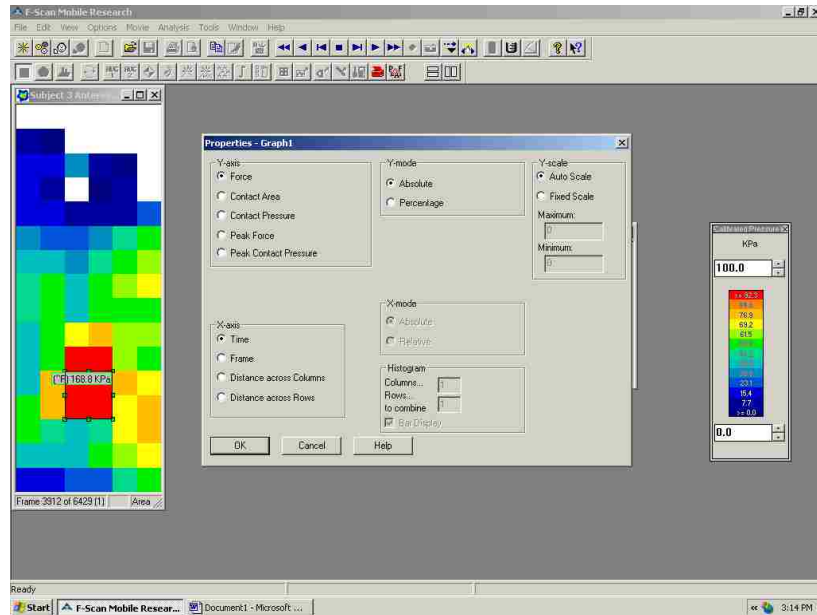 F-Scan Mobile Research
File Edit View Options Movie Analysis Tools Window Help
Subject 3 Antero
(*P) 168.8 KPa
Frame 3912 of 6429 (1) Area
Properties - Graph1
Y-axis
Force
Contact Area
Contact Pressure
Peak Force
Peak Contact Pressure
Y-mode
Absolute
Percentage
Y-scale
Auto Scale
Fixed Scale
Maximum:
0
Minimum:
0
X-axis
Time
Frame
Distance across Columns
Distance across Rows
X-mode
Absolute
Relative
Histogram
Columns... 1
Rows...
to combine 1
Bar Display
OK Cancel Help
Calibrated Pressure
KPa
100.0
>= 92.3
76.9
69.2
61.5
23.1
15.4
7.7
>= 0.0
0.0
Ready
Start F-Scan Mobile Resear... Document1 - Microsoft ... 3:14 PM